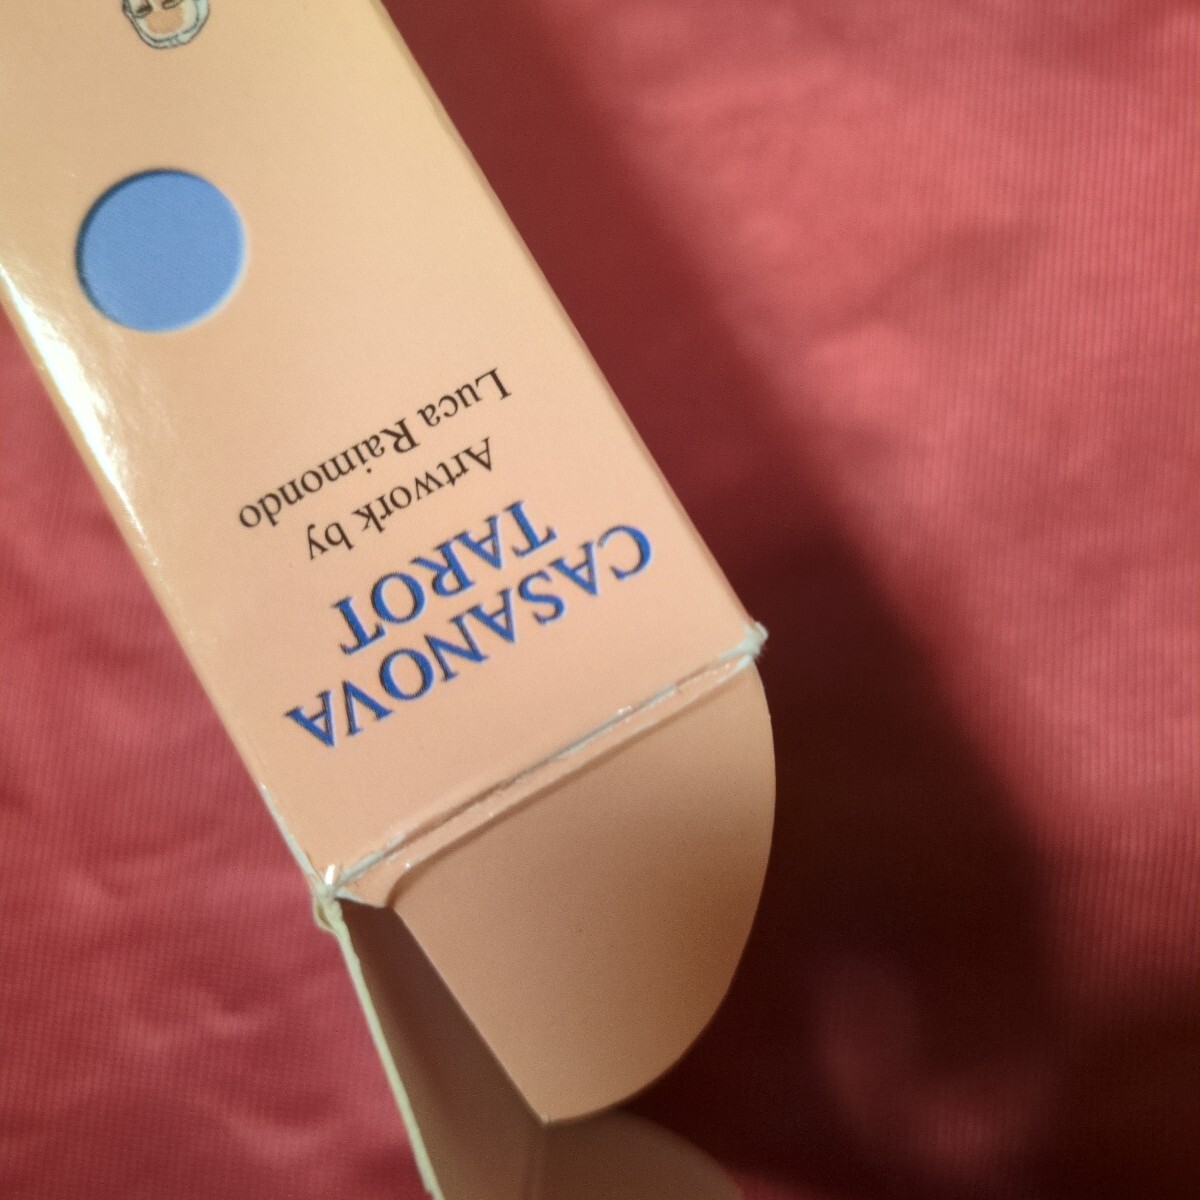 CASANOVA
TAROT
Artwork by
Luca Raimondo